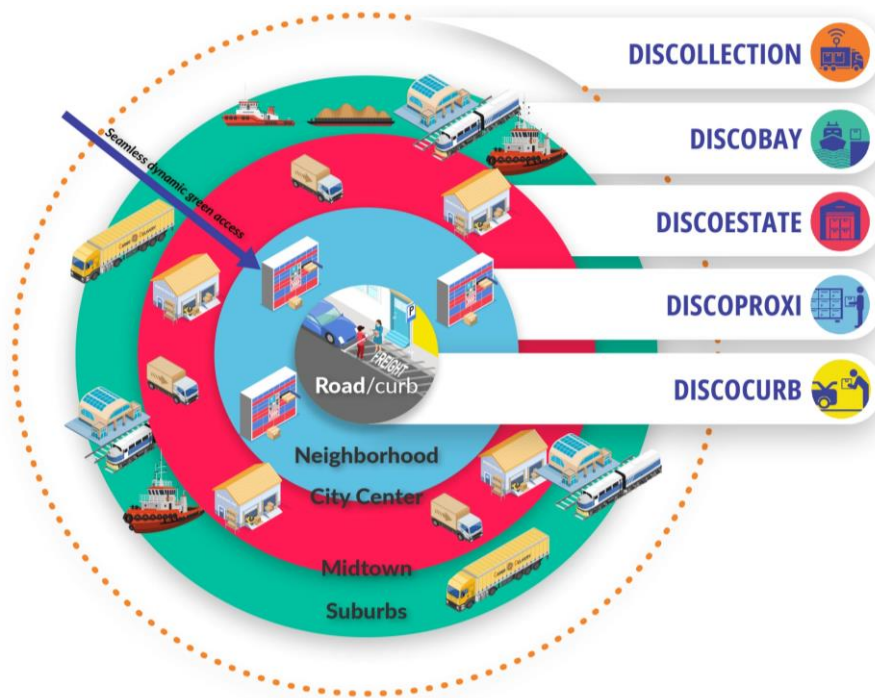 DISCOLLECTION
DISCOBAY
DISCOESTATE
DISCOPROXI
DISCOCURB
Seamless dynamic green access
P
FREIGHT
Road/curb
Neighborhood
City Center
Midtown
Suburbs